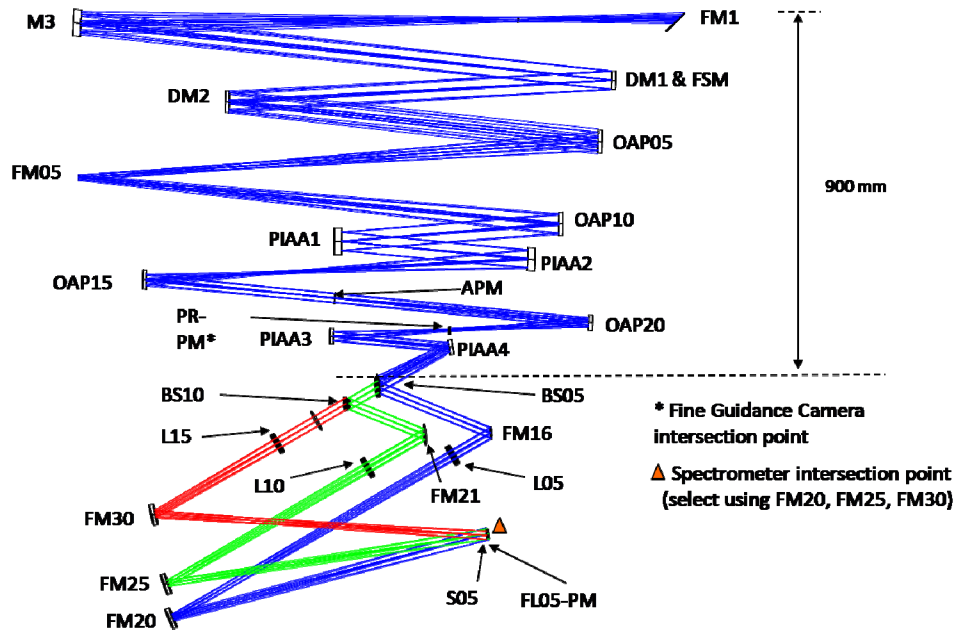 M3
FM1
DM1 & FSM
DM2
OAP05
FM05
900 mm
OAP10
PIAA1
PIAA2
OAP15
APM
PR-
PM*
OAP20
PIAA3
PIAA4
BS10
BS05
* Fine Guidance Camera
intersection point
L15
FM16
L10
L05
FM21
Spectrometer intersection point
(select using FM20, FM25, FM30)
FM30
FM25
S05
FL05-PM
FM20